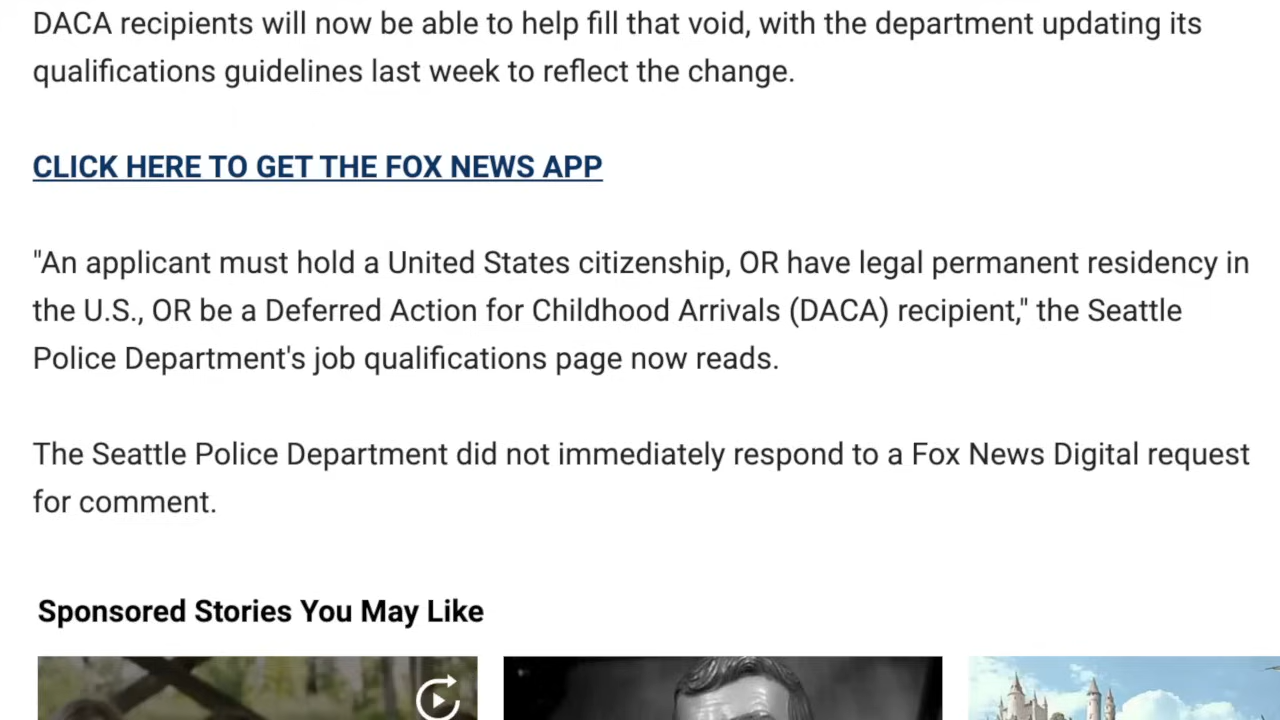 DACA recipients will now be able to help fill that void, with the department updating its
qualifications guidelines last week to reflect the change.
CLICK HERE TO GET THE FOX NEWS APP
"An applicant must hold a United States citizenship, OR have legal permanent residency in
the U.S., OR be a Deferred Action for Childhood Arrivals (DACA) recipient," the Seattle
Police Department's job qualifications page now reads.
The Seattle Police Department did not immediately respond to a Fox News Digital request
for comment.
Sponsored Stories You May Like